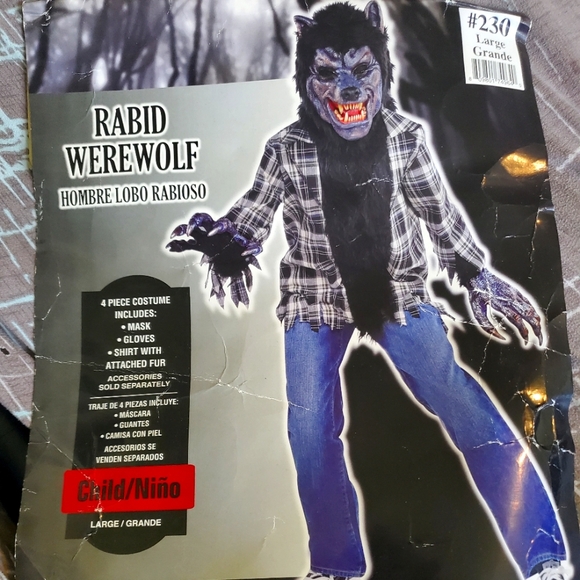 #230
Large
Grande
RABID
WEREWOLF
HOMBRE LOBO RABIOSO
4 PIECE COSTUME
INCLUDES:
• MASK
• GLOVES
• SHIRT WITH
ATTACHED FUR
ACCESSORIES
SOLD SEPARATELY
TRAJE DE 4 PIEZAS INCLUYE:
• MÁSCARA
• GUANTES
• CAMISA CON PIEL
ACCESORIOS SE
VENDEN SEPARADOS
Child/Niño
LARGE / GRANDE